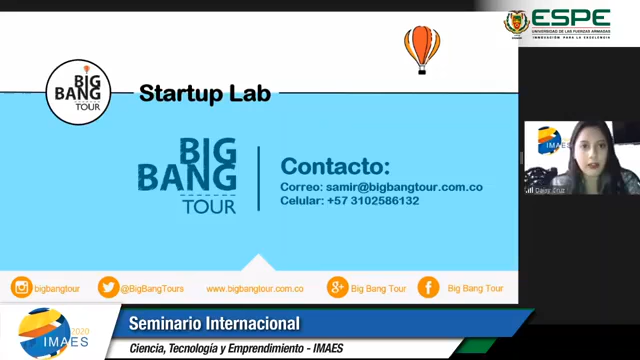 ESPE
UNIVERSIDAD DE LAS FUERZAS ARMADAS
INNOVACIÓN PARA LA EXCELENCIA
BIG
BANG
TOUR
Startup Lab
BIG
BANG
TOUR
Contacto:
Correo: samir@bigbangtour.com.co
Celular: +57 3102586132
IMAES
Daisy Cruz
bigbangtour
@BigBangTours
www.bigbangtour.com.co
Big Bang Tour
Big Bang Tour
2020
IMAES
Seminario Internacional
Ciencia, Tecnología y Emprendimiento - IMAES